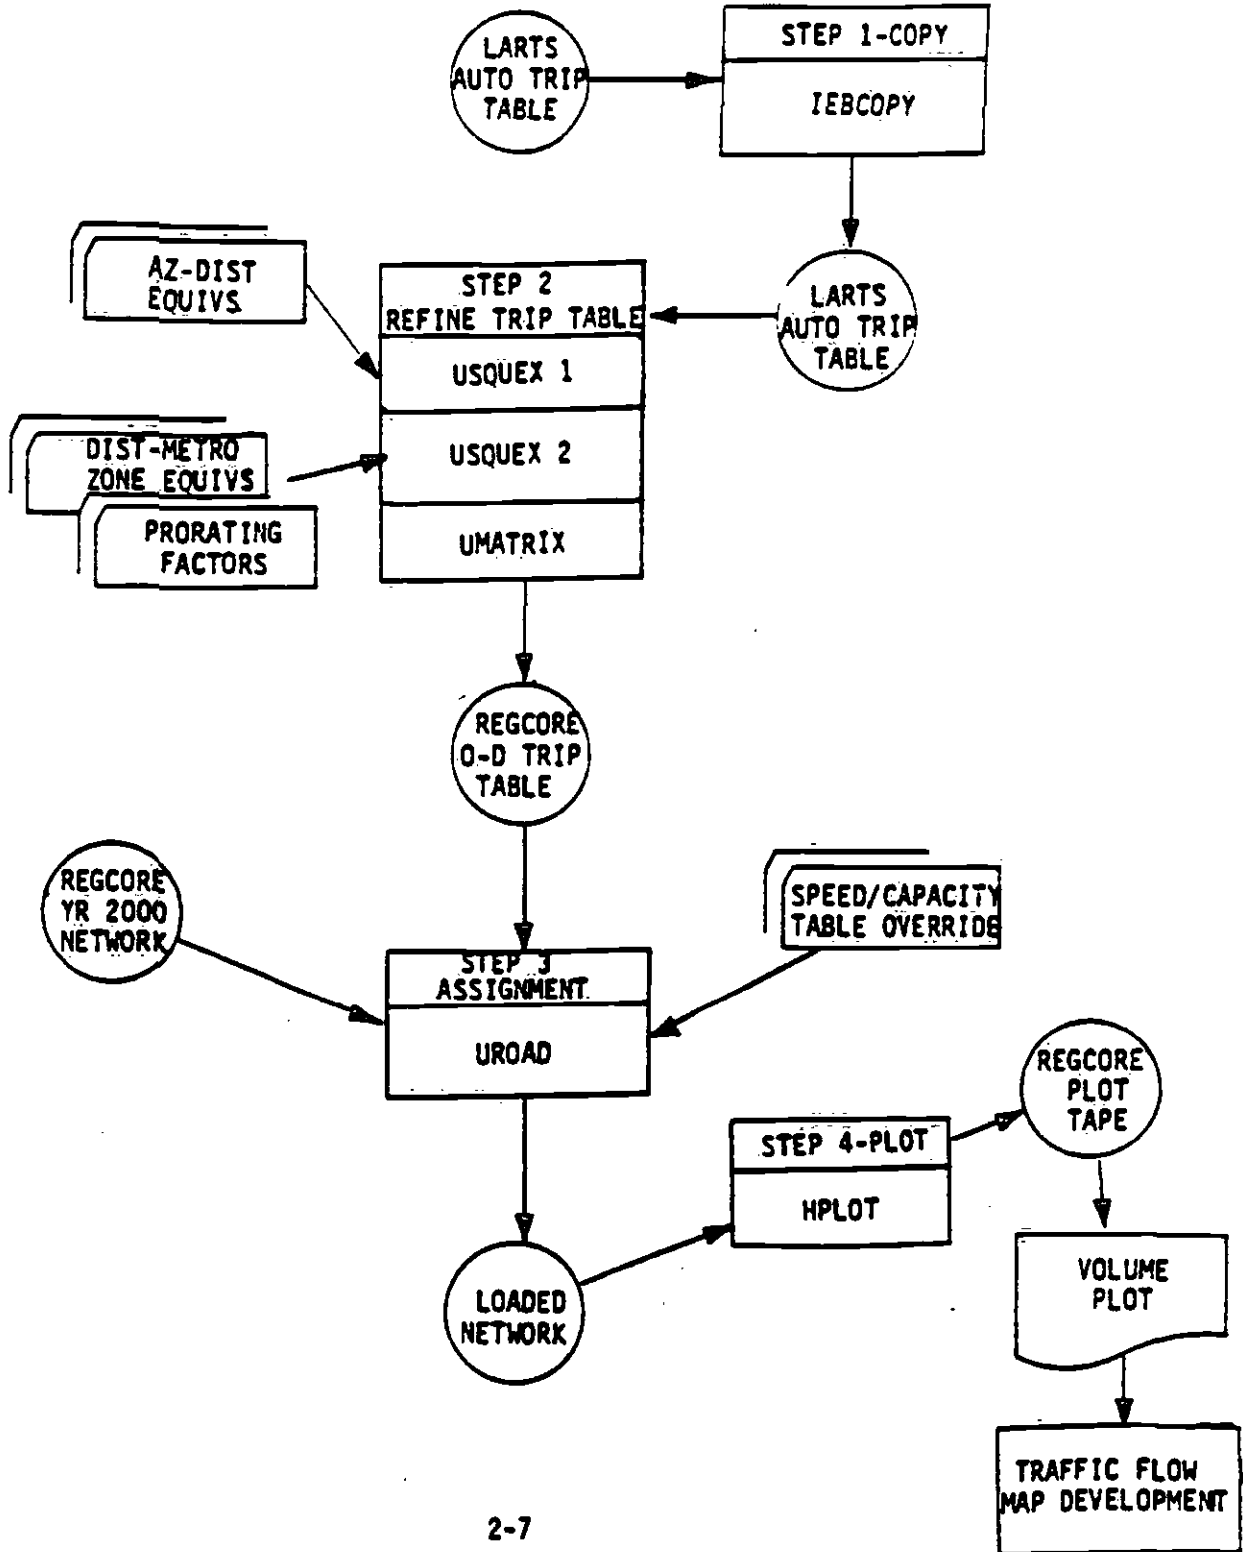 LARTS
AUTO TRIP
TABLE
STEP 1-COPY
IEBCOPY
AZ-DIST
EQUIVS
STEP 2
REFINE TRIP TABLE
USQUEX 1
USQUEX 2
UMATRIX
LARTS
AUTO TRIP
TABLE
DIST-METRO
ZONE EQUIVS
PRORATING
FACTORS
REGCORE
O-D TRIP
TABLE
REGCORE
YR 2000
NETWORK
SPEED/CAPACITY
TABLE OVERRIDE
STEP 3
ASSIGNMENT
UROAD
REGCORE
PLOT
TAPE
STEP 4-PLOT
HPLOT
LOADED
NETWORK
VOLUME
PLOT
TRAFFIC FLOW
MAP DEVELOPMENT
2-7